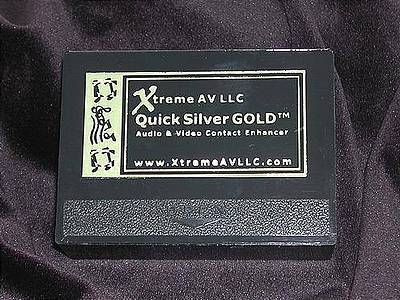 Xtreme AV LLC
Quick Silver GOLD™
Audio & Video Contact Enhancer
www.XtremeAVLLC.com